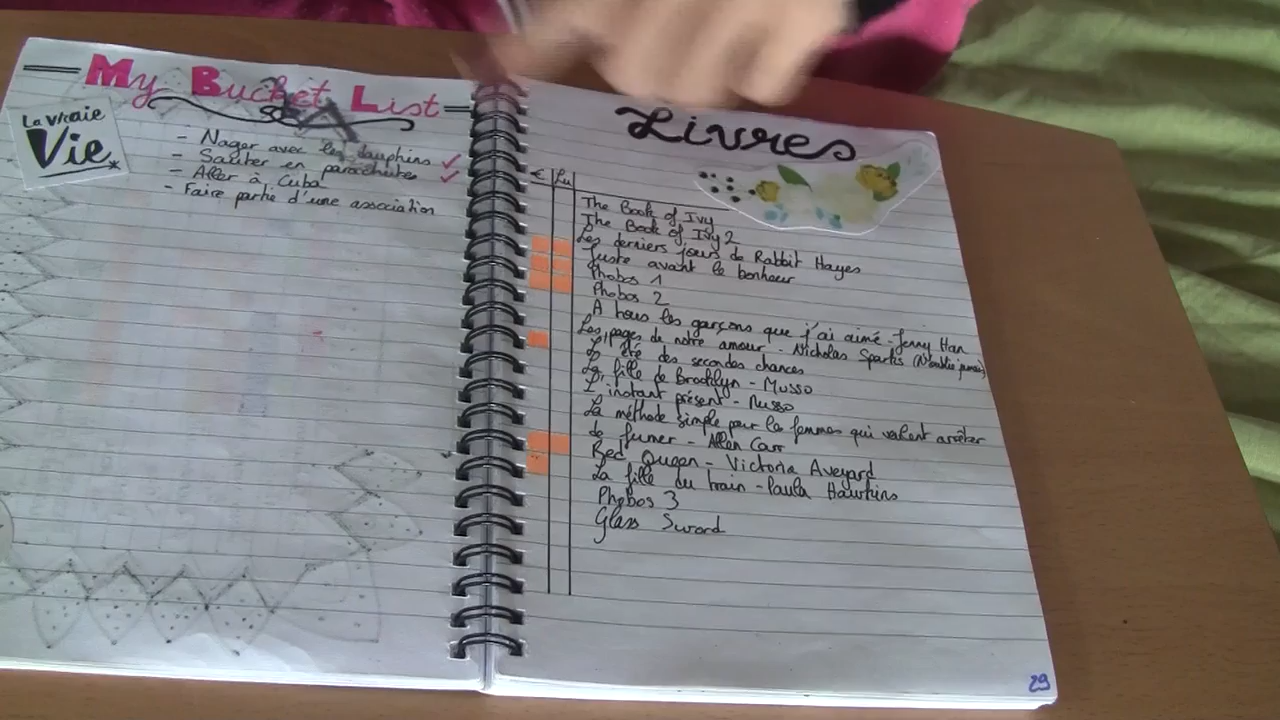 My Bucket List
La vraie
Vie
- Nager avec les dauphins ✓
- Sauter en parachutes ✓
- Aller à Cuba
- Faire partie d'une association
Livres
€ Lu
The Book of Ivy
The Book of Ivy 2
Les derniers jours de Rabbit Hayes
Juste avant le bonheur
Phobos 1
Phobos 2
A tous les garçons que j'ai aimé - Jenny Han
Les pages de notre amour - Nicholas Sparks (N'oublie jamais)
L'été des secondes chances
La fille de brooklyn - Musso
L'instant présent - Musso
La méthode simple pour les femmes qui veulent arrêter
de fumer - Allen Carr
Red Queen - Victoria Aveyard
La fille du train - Paula Hawkins
Phobos 3
Glass Sword
29